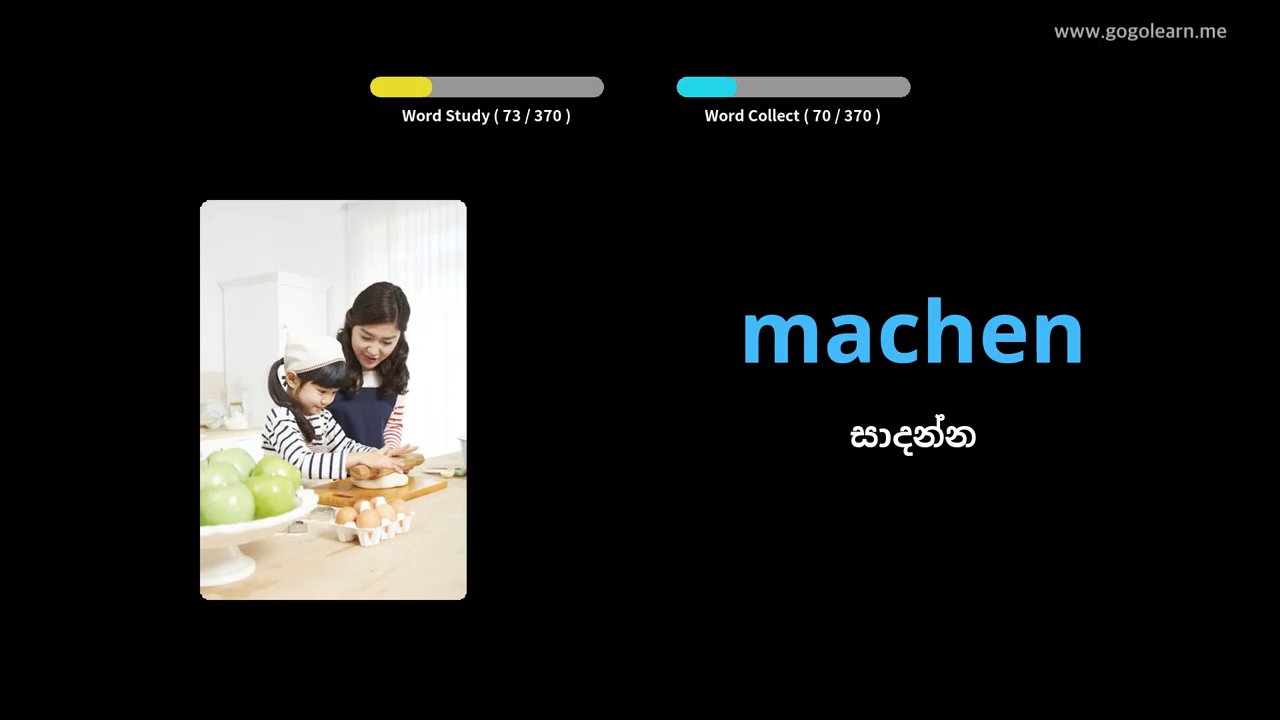 www.gogolearn.me
Word Study ( 73 / 370 )
Word Collect ( 70 / 370 )
machen
සාදන්න